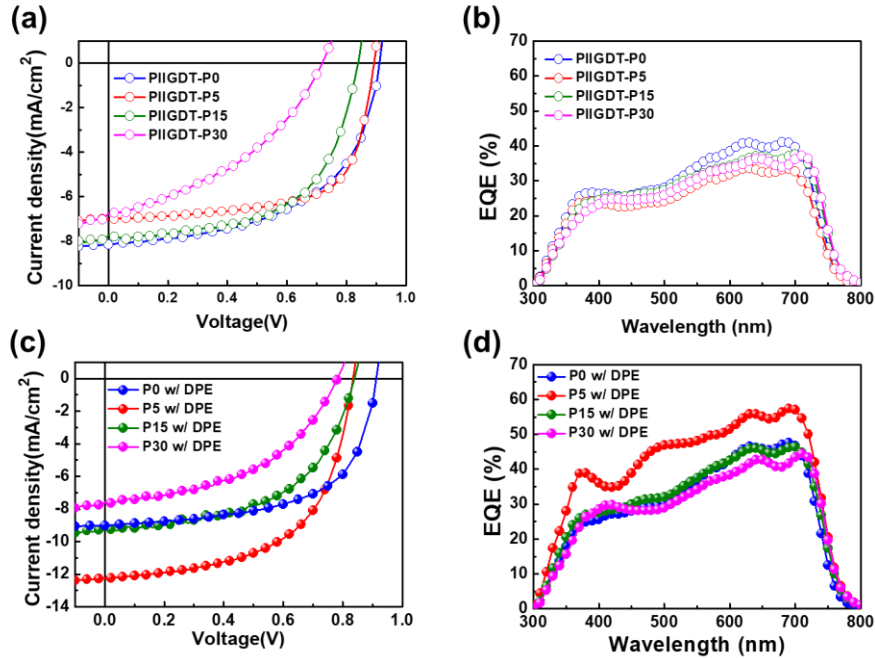 (a)
Current density(mA/cm²)
0
-2
-4
-6
-8
-10
PIIGDT-P0
PIIGDT-P5
PIIGDT-P15
PIIGDT-P30
0.0 0.2 0.4 0.6 0.8 1.0
Voltage(V)
(b)
EQE (%)
70
60
50
40
30
20
10
0
PIIGDT-P0
PIIGDT-P5
PIIGDT-P15
PIIGDT-P30
300 400 500 600 700 800
Wavelength (nm)
(c)
Current density(mA/cm²)
0
-2
-4
-6
-8
-10
-12
-14
P0 w/ DPE
P5 w/ DPE
P15 w/ DPE
P30 w/ DPE
0.0 0.2 0.4 0.6 0.8 1.0
Voltage(V)
(d)
EQE (%)
70
60
50
40
30
20
10
0
P0 w/ DPE
P5 w/ DPE
P15 w/ DPE
P30 w/ DPE
300 400 500 600 700 800
Wavelength (nm)